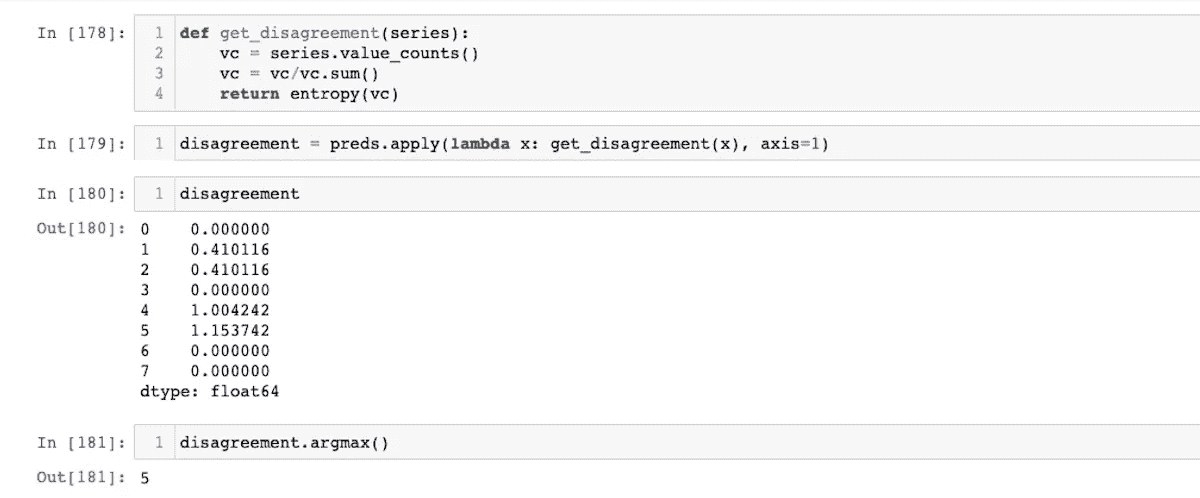 In [178]: 1 def get_disagreement(series):
2     vc = series.value_counts()
3     vc = vc/vc.sum()
4     return entropy(vc)
In [179]: 1 disagreement = preds.apply(lambda x: get_disagreement(x), axis=1)
In [180]: 1 disagreement
Out[180]: 0    0.000000
1    0.410116
2    0.410116
3    0.000000
4    1.004242
5    1.153742
6    0.000000
7    0.000000
dtype: float64
In [181]: 1 disagreement.argmax()
Out[181]: 5